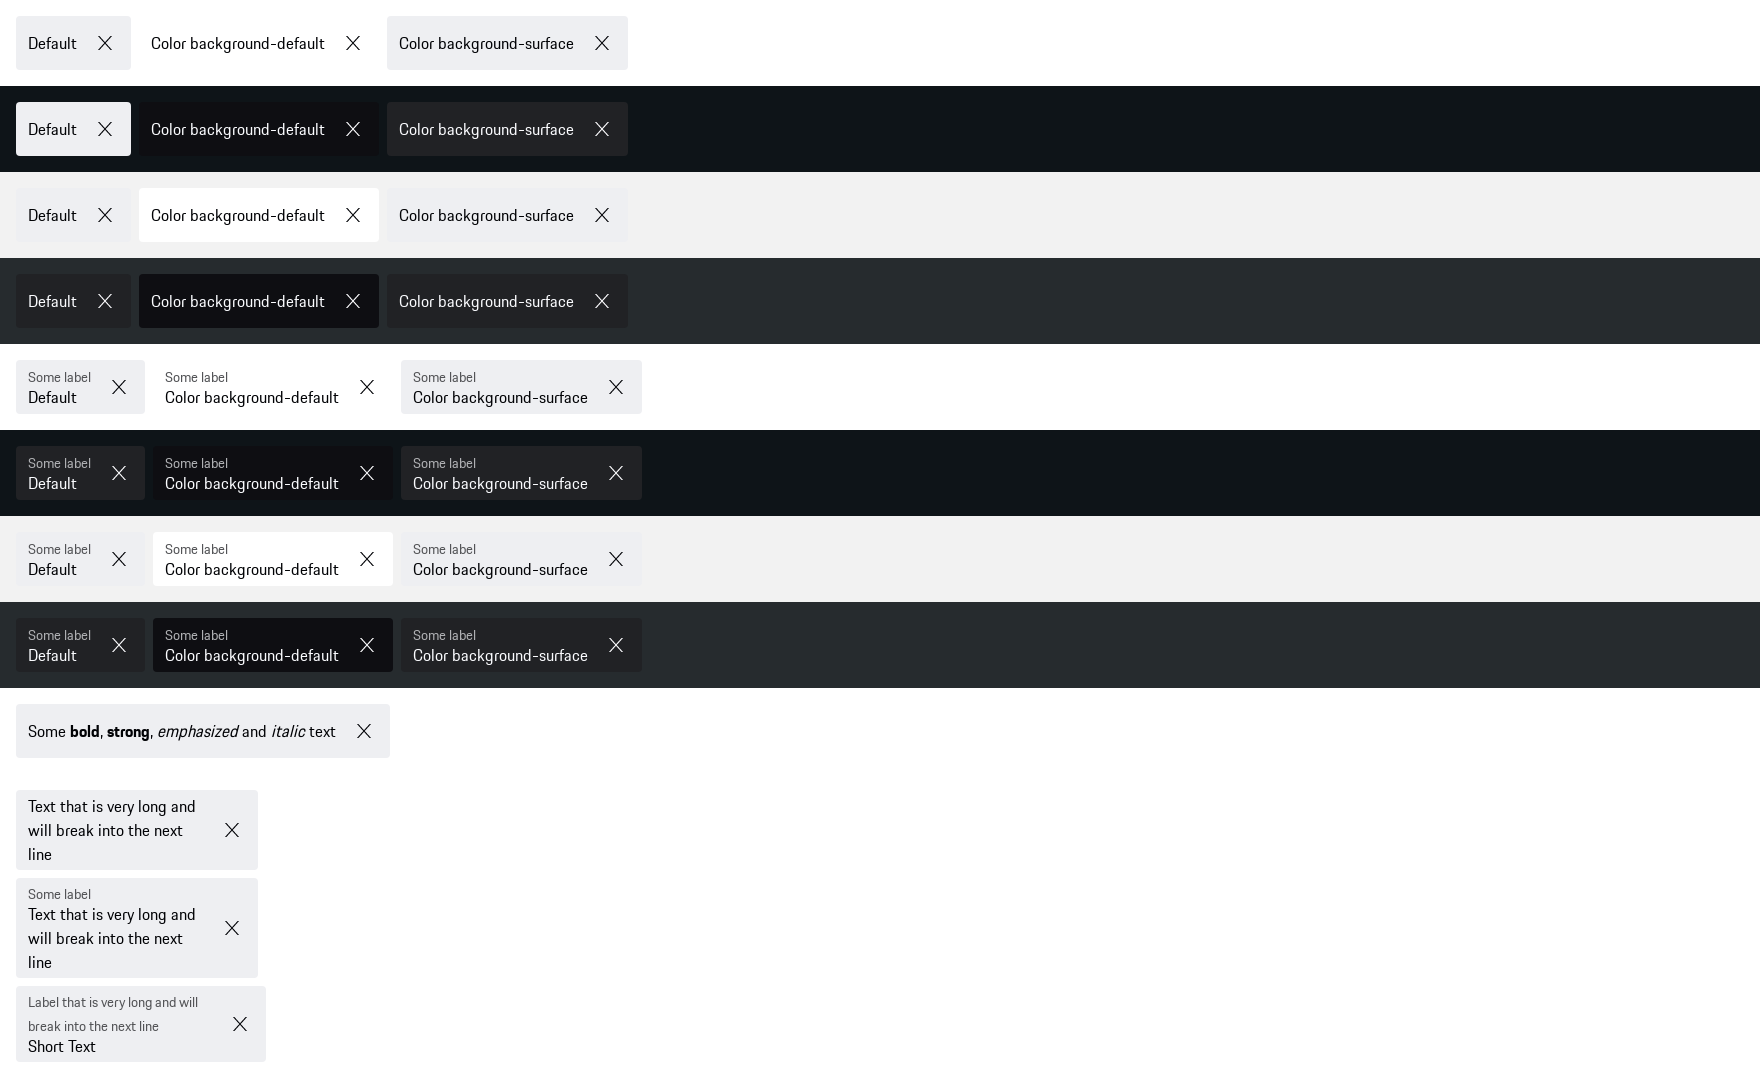 Default Color background-default Color background-surface
Default Color background-default Color background-surface
Default Color background-default Color background-surface
Default Color background-default Color background-surface
Some label Some label Some label
Default Color background-default Color background-surface
Some label Some label Some label
Default Color background-default Color background-surface
Some label Some label Some label
Default Color background-default Color background-surface
Some label Some label Some label
Default Color background-default Color background-surface
Some bold, strong, emphasized and italic text
Text that is very long and
will break into the next
line
Some label
Text that is very long and
will break into the next
line
Label that is very long and will
break into the next line
Short Text